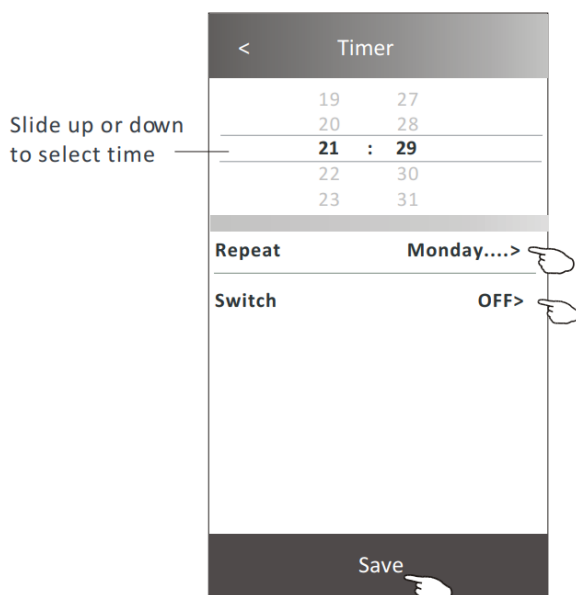 < Timer
19 27
20 28
Slide up or down
to select time
21 : 29
22 30
23 31
Repeat Monday....>
Switch OFF>
Save